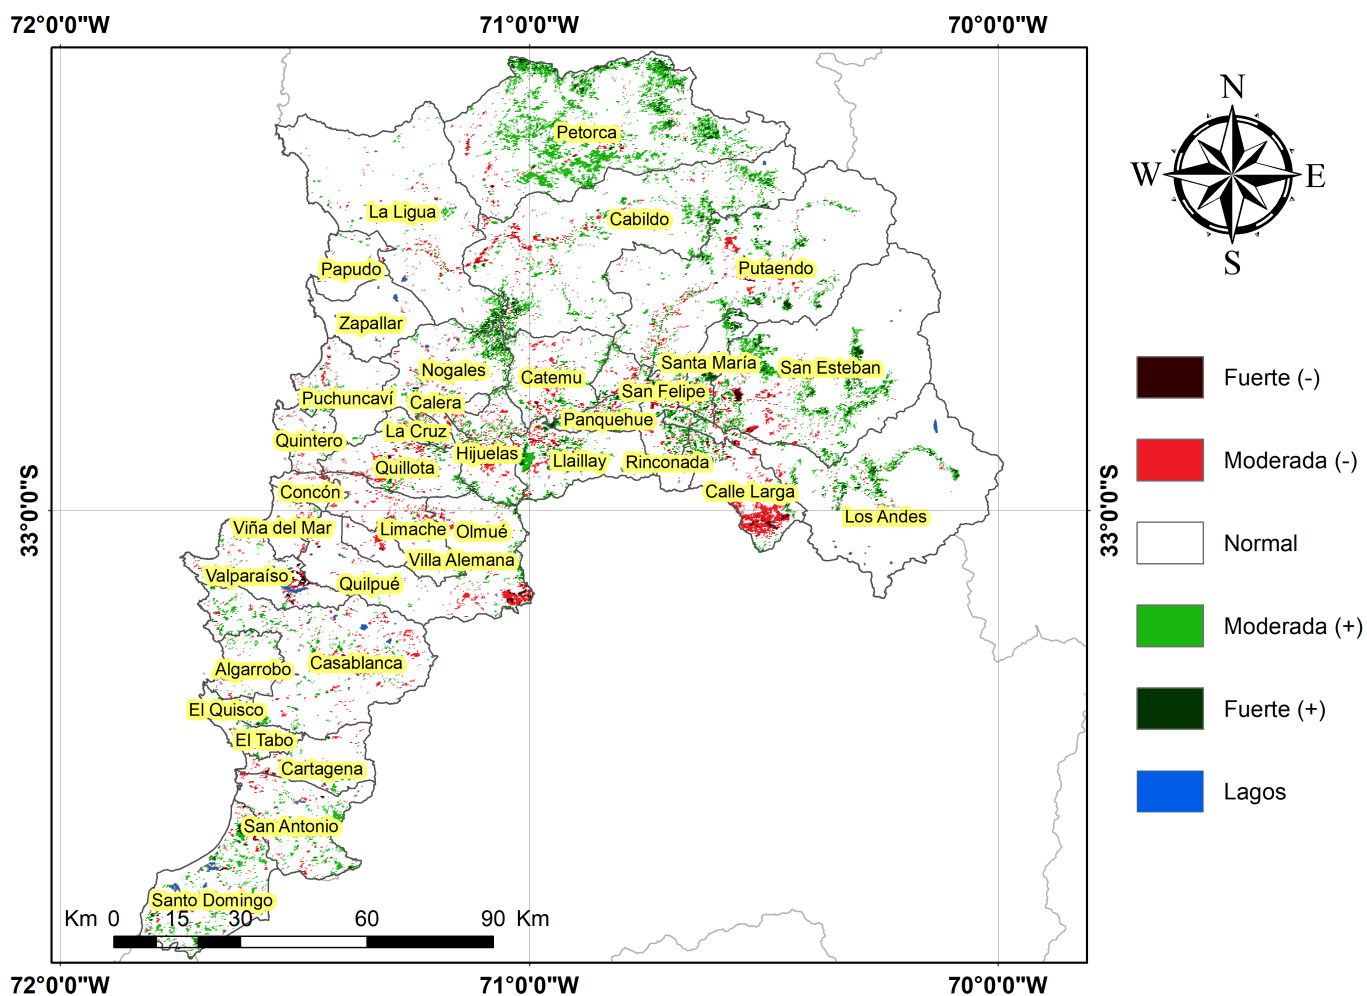 72°0'0"W 71°0'0"W 70°0'0"W
N
W E
S
Petorca
La Ligua
Cabildo
Papudo
Putaendo
Zapallar
Santa María
Nogales
San Esteban
Catemu
San Felipe
Puchuncaví
Calera
Panquehue
La Cruz
Quintero
Hijuelas
Llaillay
Rinconada
Quillota
Concón
Calle Larga
Los Andes
Viña del Mar
Limache
Olmué
Villa Alemana
Valparaíso
Quilpué
Casablanca
Algarrobo
El Quisco
El Tabo
Cartagena
San Antonio
Santo Domingo
33°0'0"S
33°0'0"S
Km 0 15 30 60 90 Km
72°0'0"W 71°0'0"W 70°0'0"W
Fuerte (-)
Moderada (-)
Normal
Moderada (+)
Fuerte (+)
Lagos